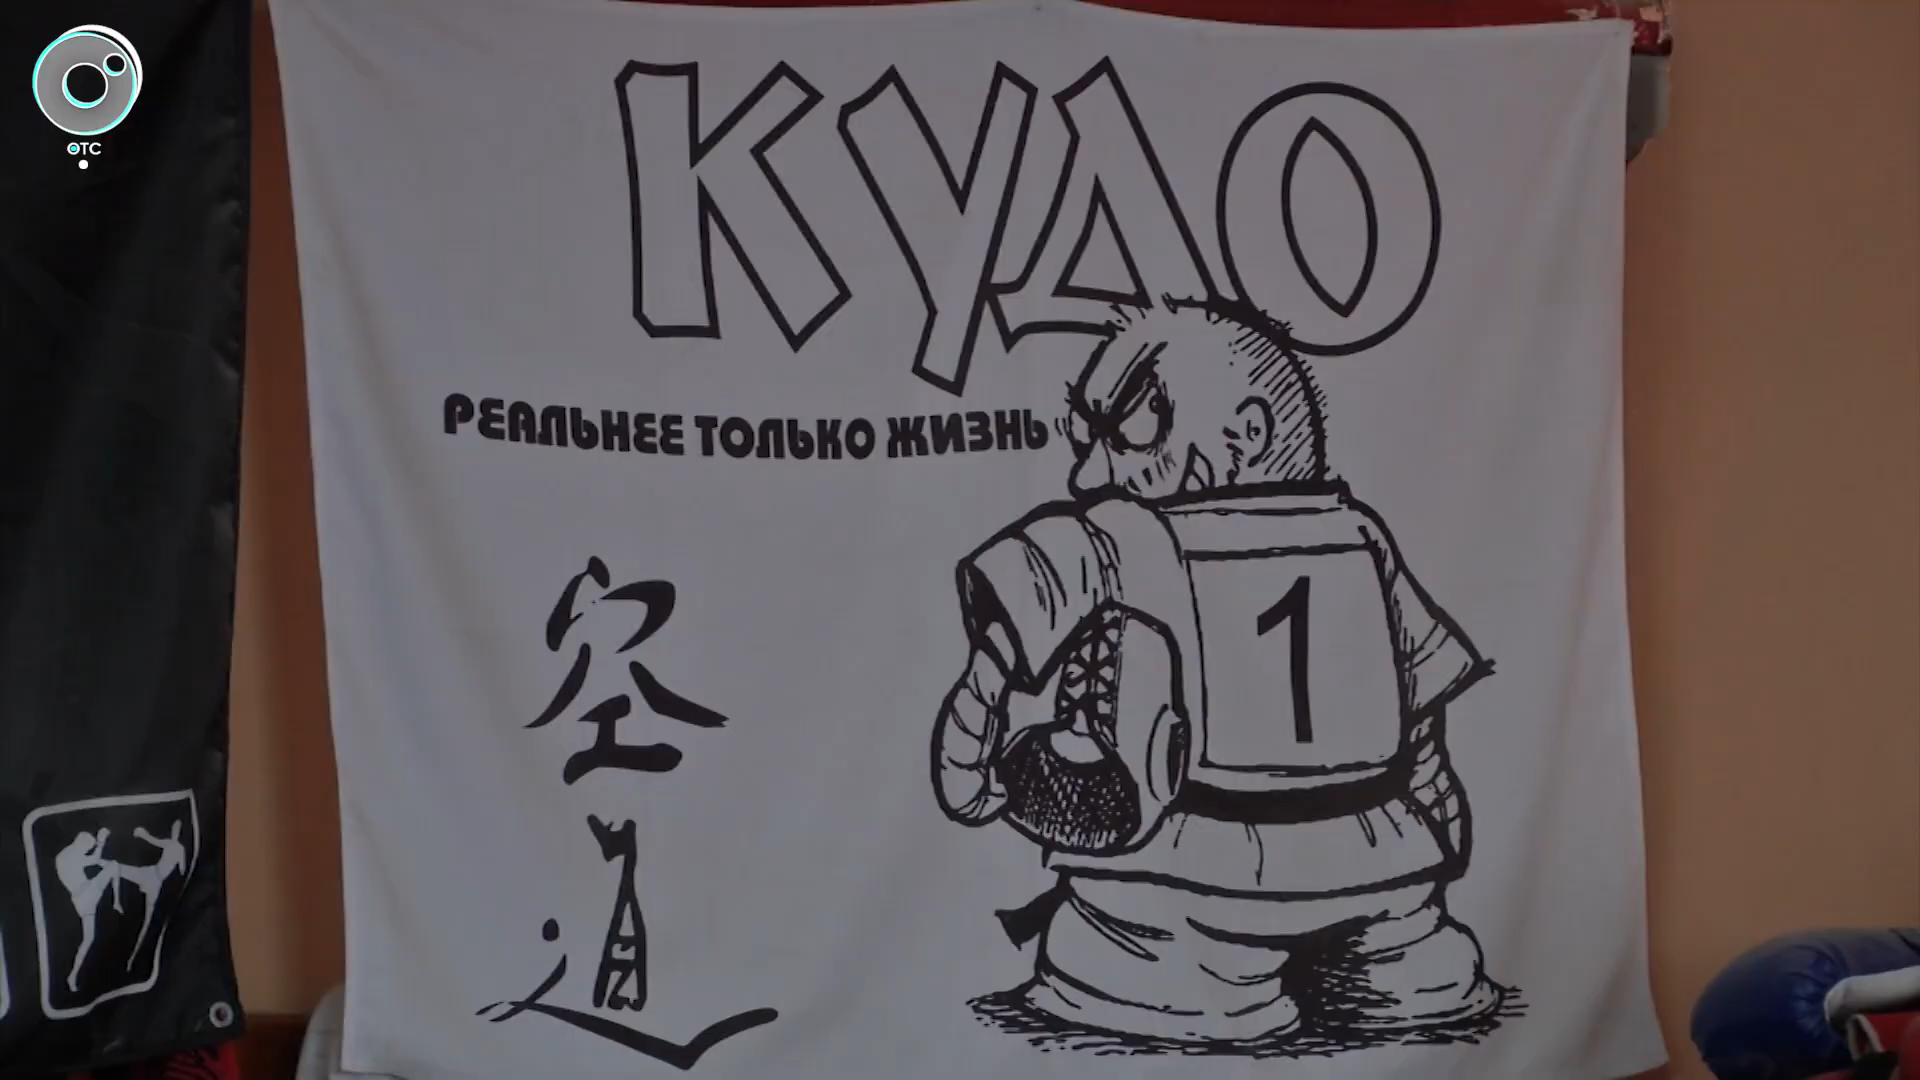 ОТС
КУДО
РЕАЛЬНЕЕ ТОЛЬКО ЖИЗНЬ
1
空
道